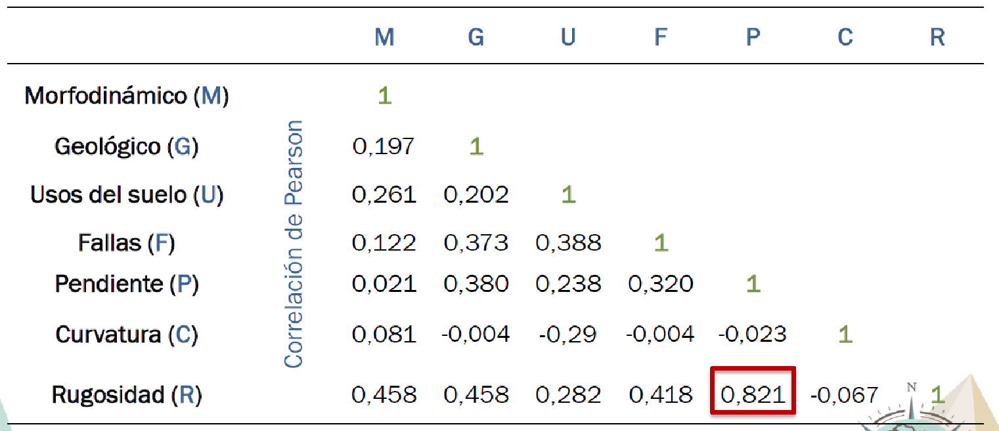 M G U F P C R
Morfodinámico (M) 1
Geológico (G) 0,197 1
Usos del suelo (U) 0,261 0,202 1
Fallas (F) 0,122 0,373 0,388 1
Pendiente (P) 0,021 0,380 0,238 0,320 1
Curvatura (C) 0,081 -0,004 -0,29 -0,004 -0,023 1
Rugosidad (R) 0,458 0,458 0,282 0,418 0,821 -0,067 1
Correlación de Pearson
N